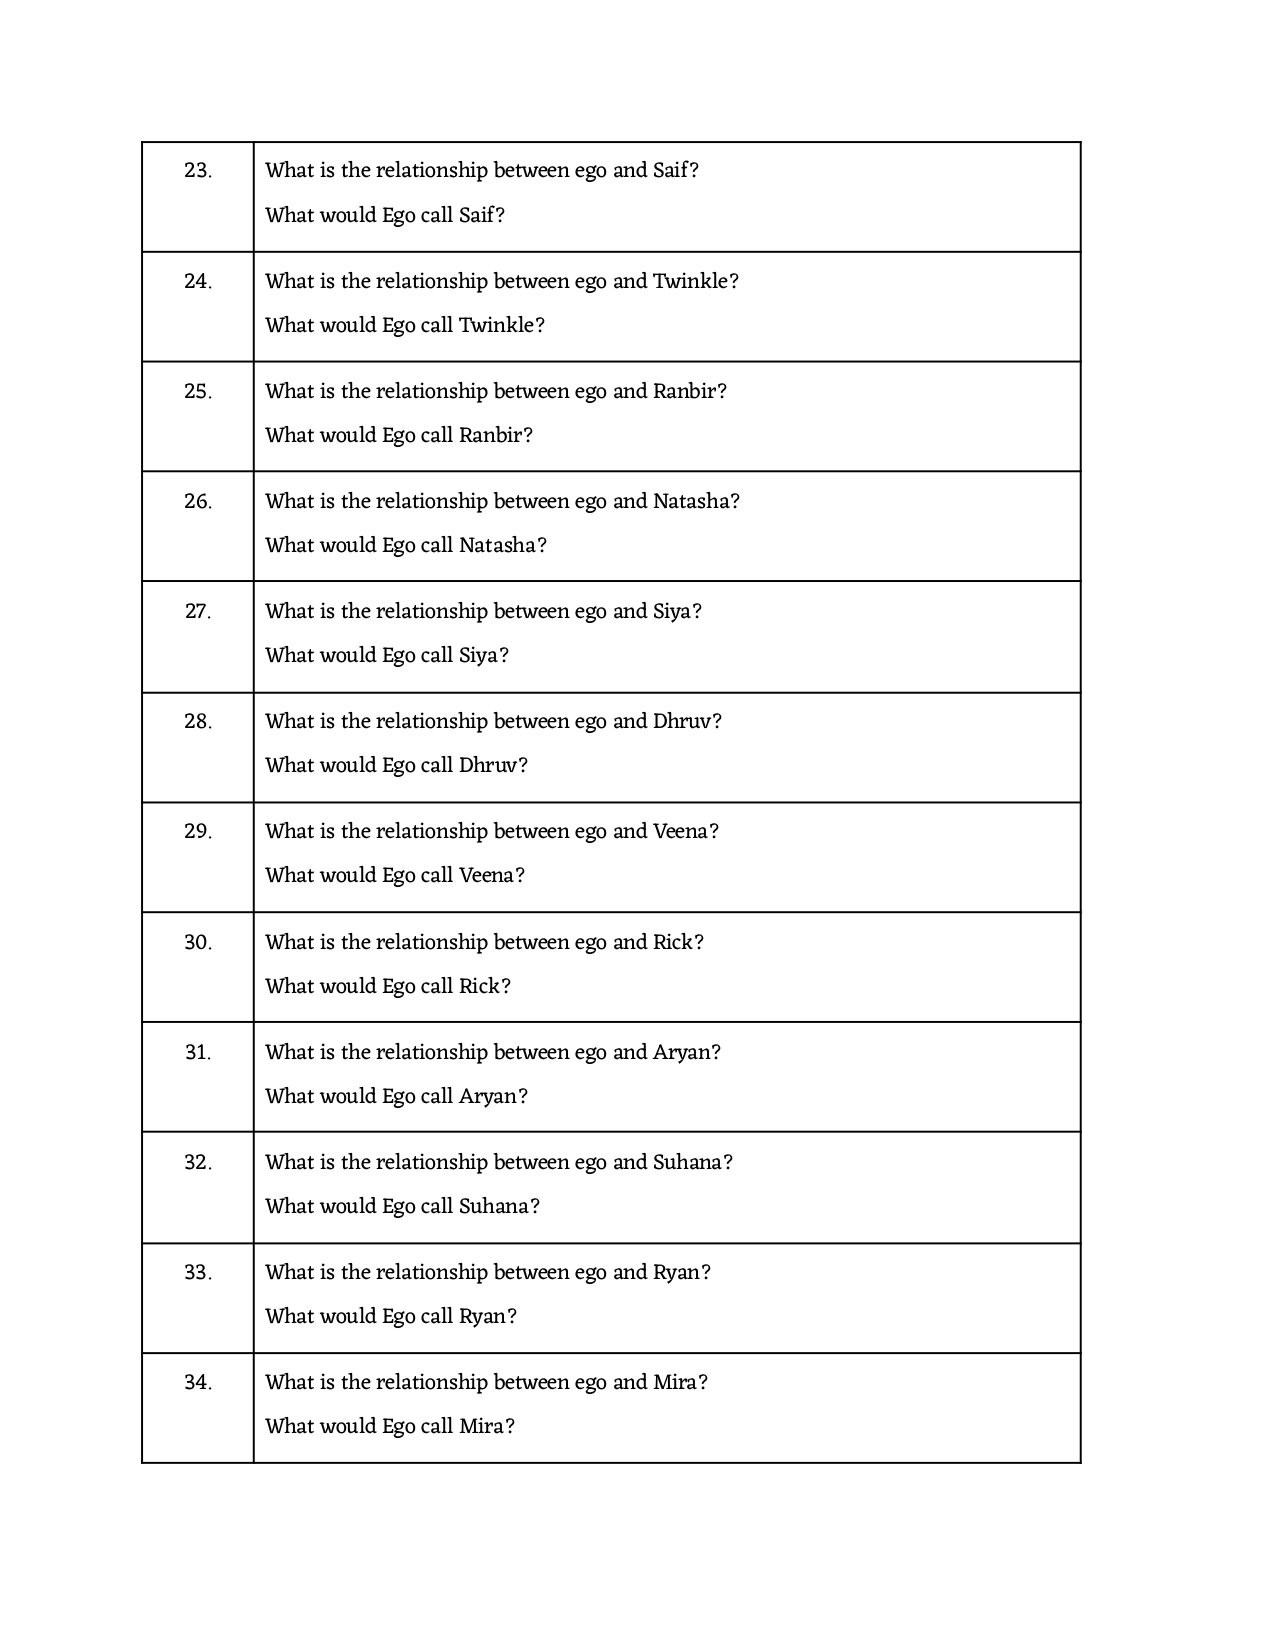 23.
What is the relationship between ego and Saif?
What would Ego call Saif?
24.
What is the relationship between ego and Twinkle?
What would Ego call Twinkle?
25.
What is the relationship between ego and Ranbir?
What would Ego call Ranbir?
26.
What is the relationship between ego and Natasha?
What would Ego call Natasha?
27.
What is the relationship between ego and Siya?
What would Ego call Siya?
28.
What is the relationship between ego and Dhruv?
What would Ego call Dhruv?
29.
What is the relationship between ego and Veena?
What would Ego call Veena?
30.
What is the relationship between ego and Rick?
What would Ego call Rick?
31.
What is the relationship between ego and Aryan?
What would Ego call Aryan?
32.
What is the relationship between ego and Suhana?
What would Ego call Suhana?
33.
What is the relationship between ego and Ryan?
What would Ego call Ryan?
34.
What is the relationship between ego and Mira?
What would Ego call Mira?